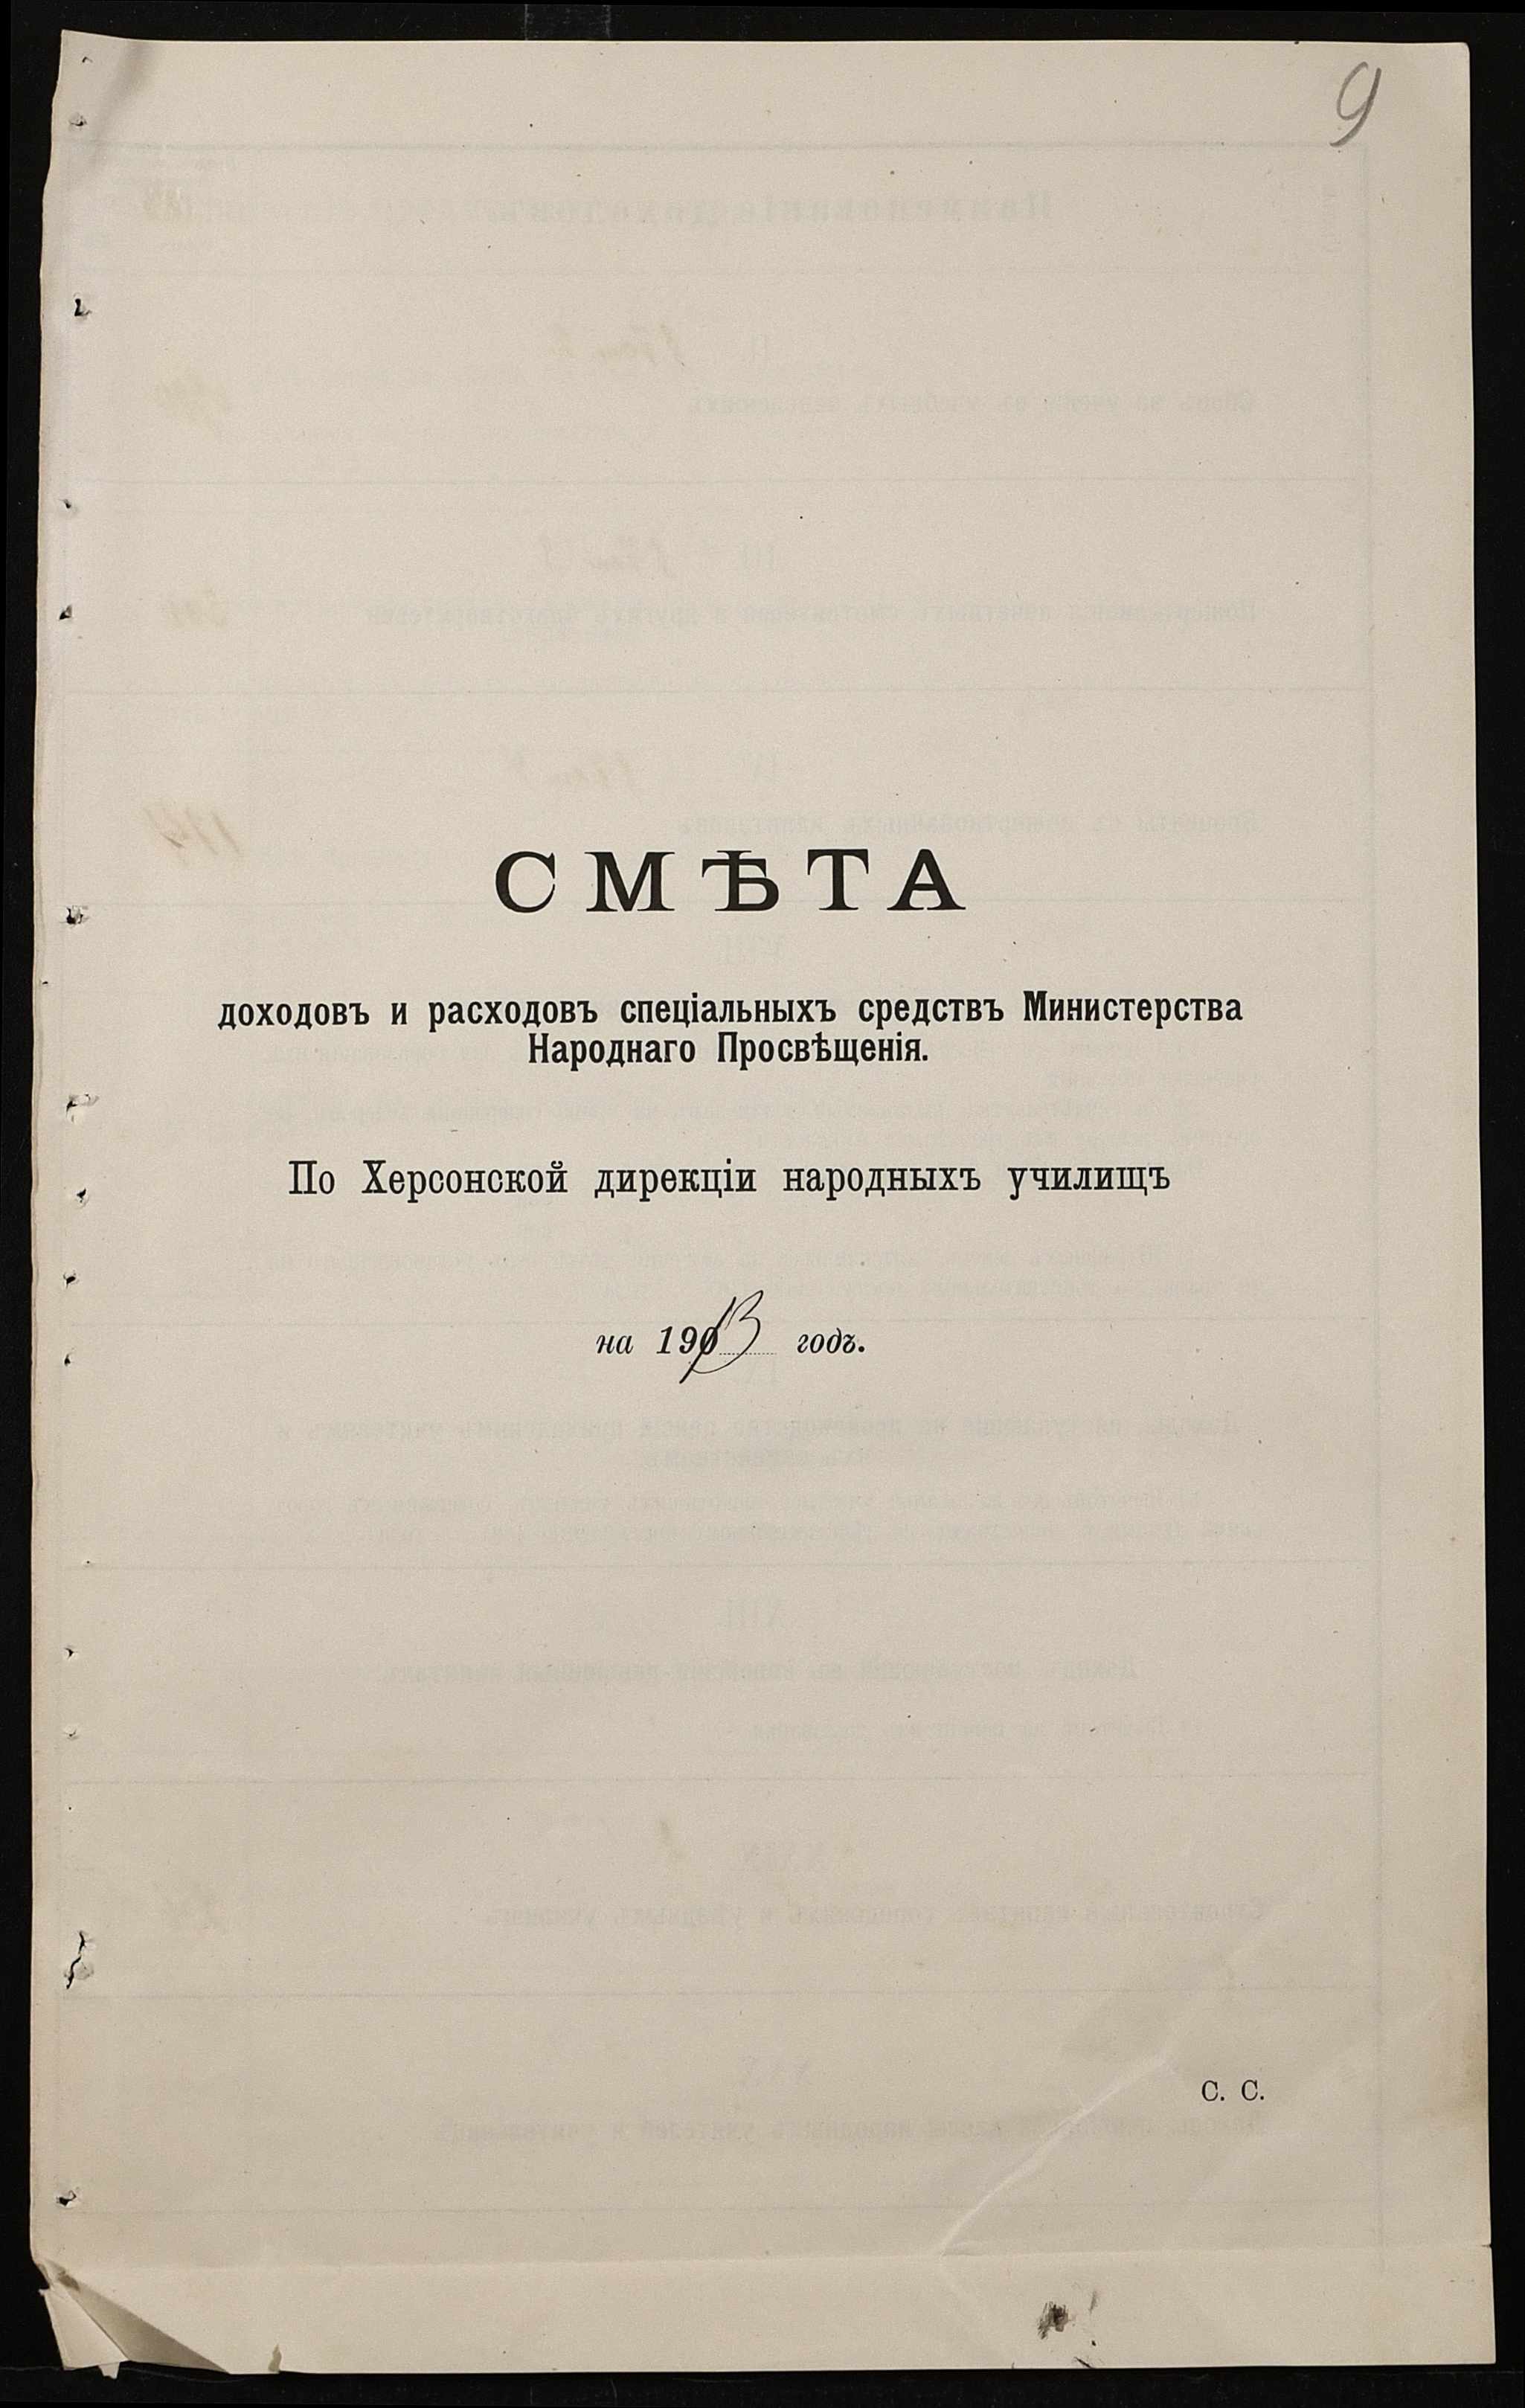 9
СМѢТА
доходовъ и расходовъ спеціальныхъ средствъ Министерства
Народнаго Просвѣщенія.
По Херсонской дирекціи народныхъ училищъ
на 1913 годъ.
С. С.